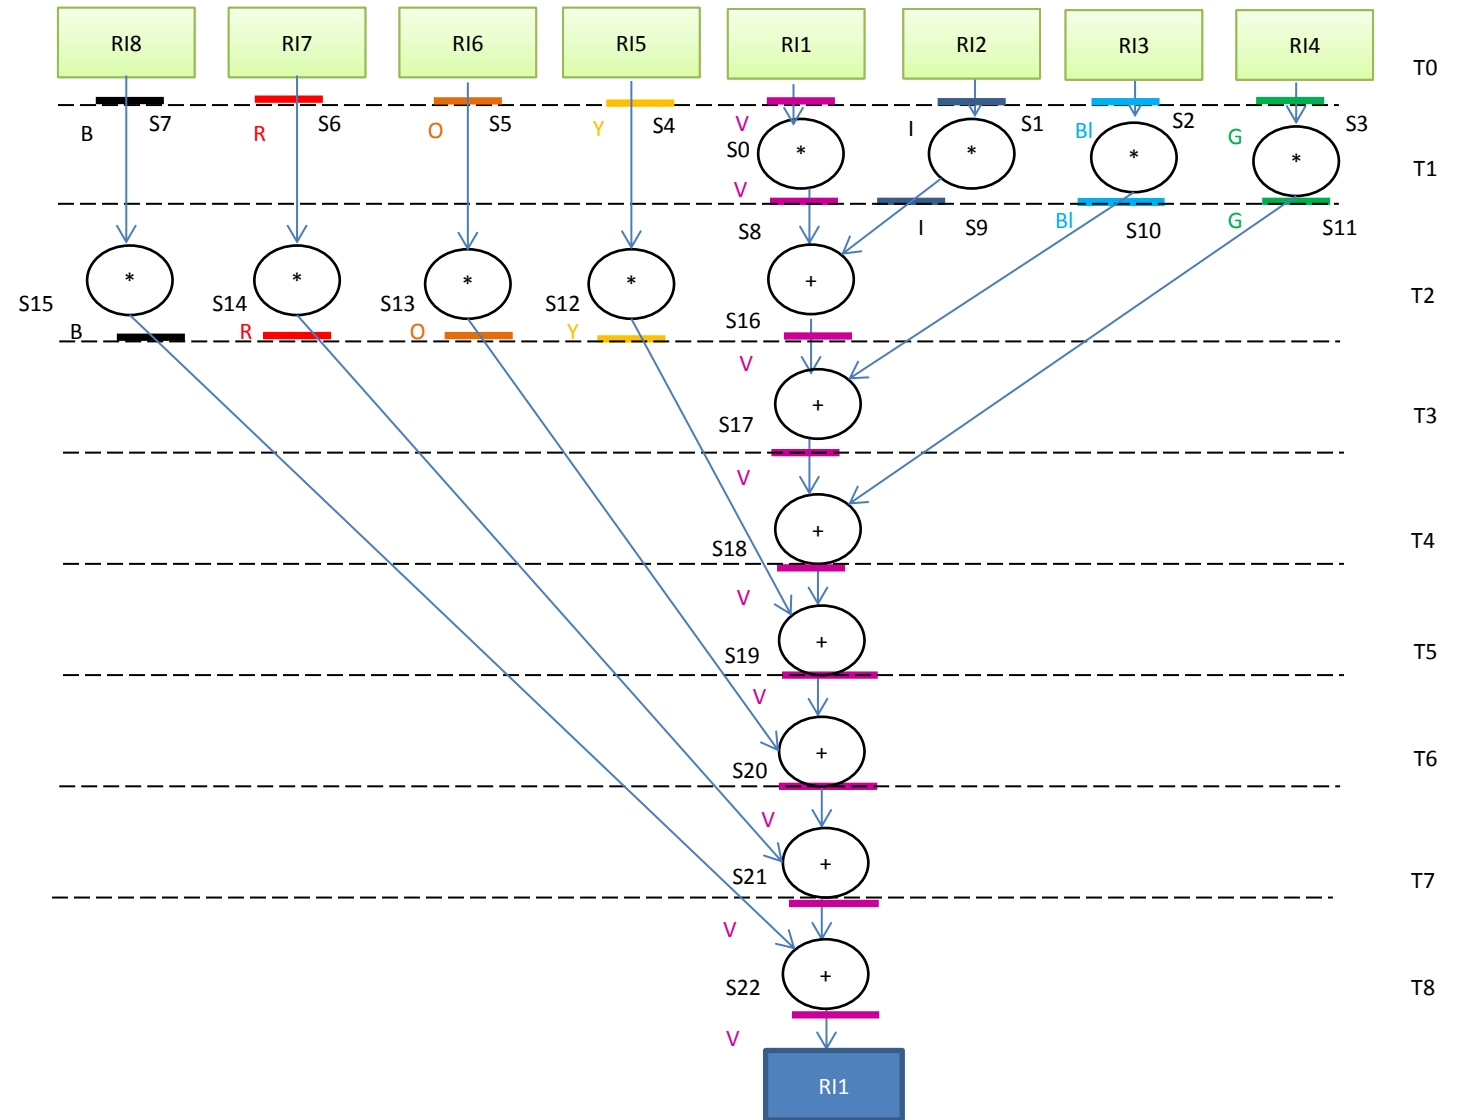 RI8 RI7 RI6 RI5 RI1 RI2 RI3 RI4
T0
B S7 R S6 O S5 Y S4 V I S1 Bl S2 G S3
S0 * * * *
T1
V
S8 I S9 Bl S10 G S11
* * * * +
S15 S14 S13 S12 T2
B R O Y S16
V
+
S17 T3
V
+
S18 T4
V
+
S19 T5
V
+
S20 T6
V
+
S21 T7
V
+
S22 T8
V
RI1